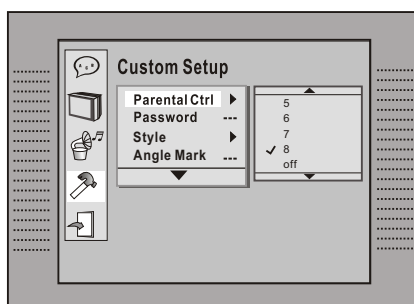 Custom Setup
Parental Ctrl
Password ---
Style
Angle Mark ---
5
6
7
8
off